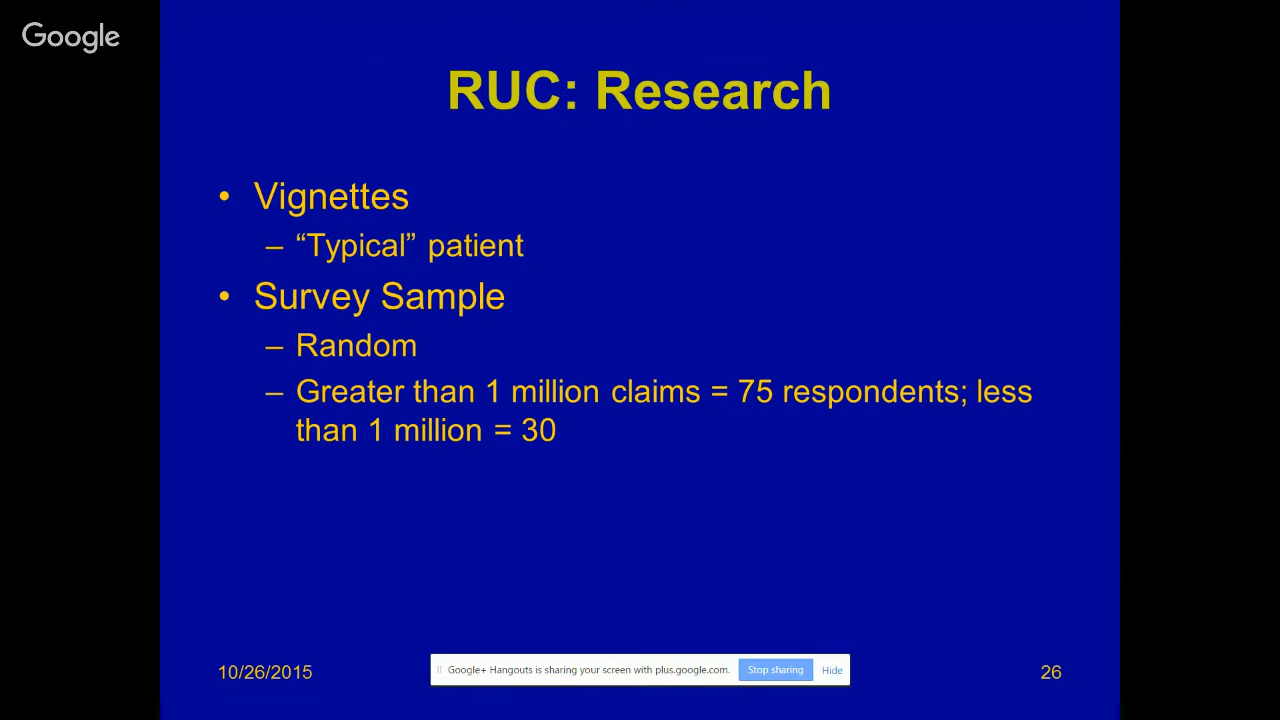 Google
RUC: Research
• Vignettes
– “Typical” patient
• Survey Sample
– Random
– Greater than 1 million claims = 75 respondents; less
than 1 million = 30
10/26/2015
Google+ Hangouts is sharing your screen with plus.google.com.
Stop sharing
Hide
26